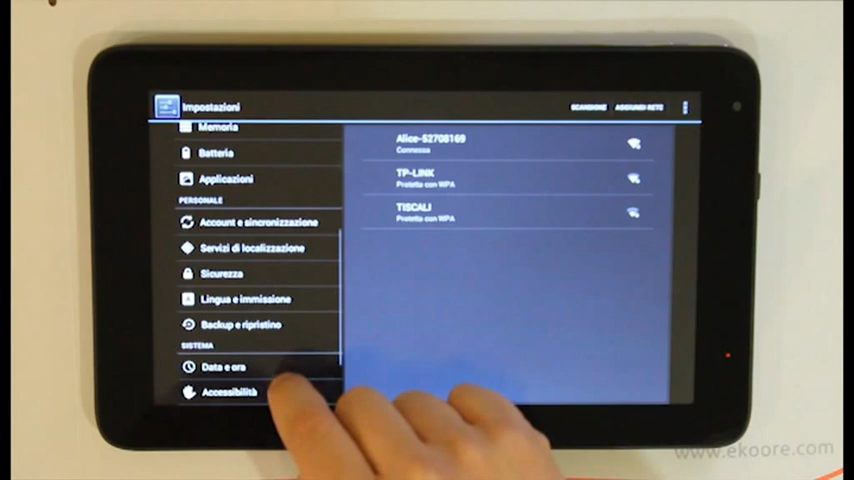 Impostazioni
SCANSIONE AGGIUNGI RETE
Memoria
Batteria
Applicazioni
PERSONALE
Account e sincronizzazione
Servizi di localizzazione
Sicurezza
Lingua e immissione
Backup e ripristino
SISTEMA
Data e ora
Accessibilità
Alice-52708169
Connessa
TP-LINK
Protetta con WPA
TISCALI
Protetta con WPA
www.ekoore.com